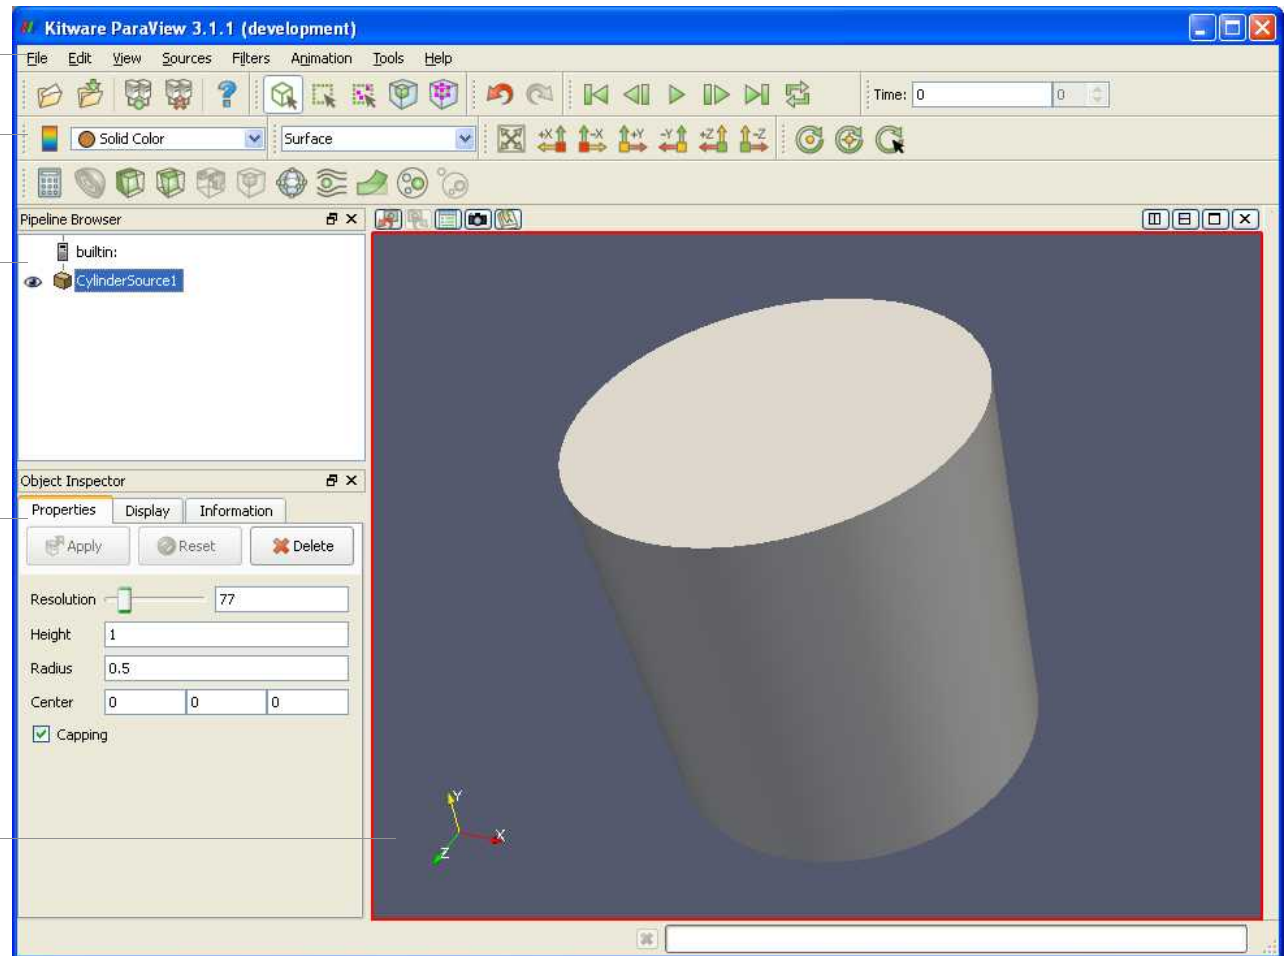 Kitware ParaView 3.1.1 (development)
File Edit View Sources Filters Animation Tools Help
Time: 0 0
Solid Color Surface
+X -X +Y -Y +Z -Z
Pipeline Browser
builtin:
CylinderSource1
Object Inspector
Properties Display Information
Apply Reset Delete
Resolution 77
Height 1
Radius 0.5
Center 0 0 0
Capping
Y
X
Z